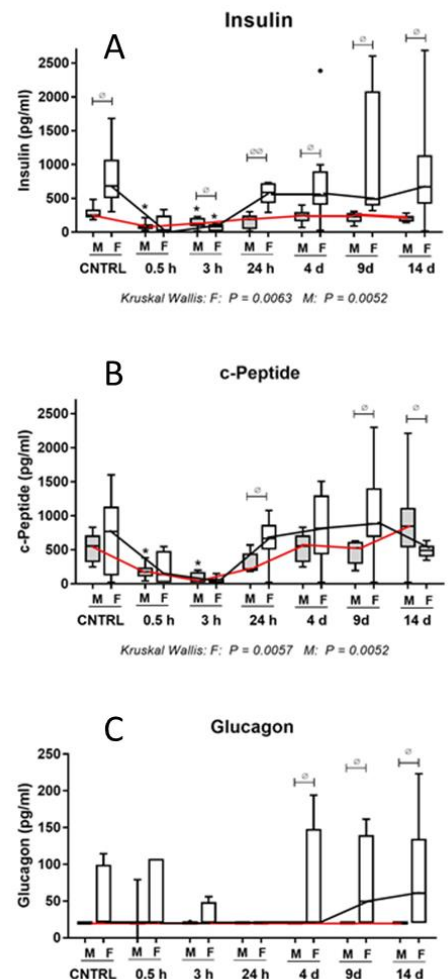 A
Insulin
Insulin (pg/ml)
2500
2000
1500
1000
500
0
∅
*
∅
*
*
∅∅
∅
∅
∅
M F M F M F M F M F M F M F
CNTRL 0.5 h 3 h 24 h 4 d 9d 14 d
Kruskal Wallis: F: P = 0.0063 M: P = 0.0052
B
c-Peptide
c-Peptide (pg/ml)
2500
2000
1500
1000
500
0
*
*
∅
∅
∅
M F M F M F M F M F M F M F
CNTRL 0.5 h 3 h 24 h 4 d 9d 14 d
Kruskal Wallis: F: P = 0.0057 M: P = 0.0052
C
Glucagon
Glucagon (pg/ml)
250
200
150
100
50
0
∅
∅
∅
M F M F M F M F M F M F M F
CNTRL 0.5 h 3 h 24 h 4 d 9d 14 d